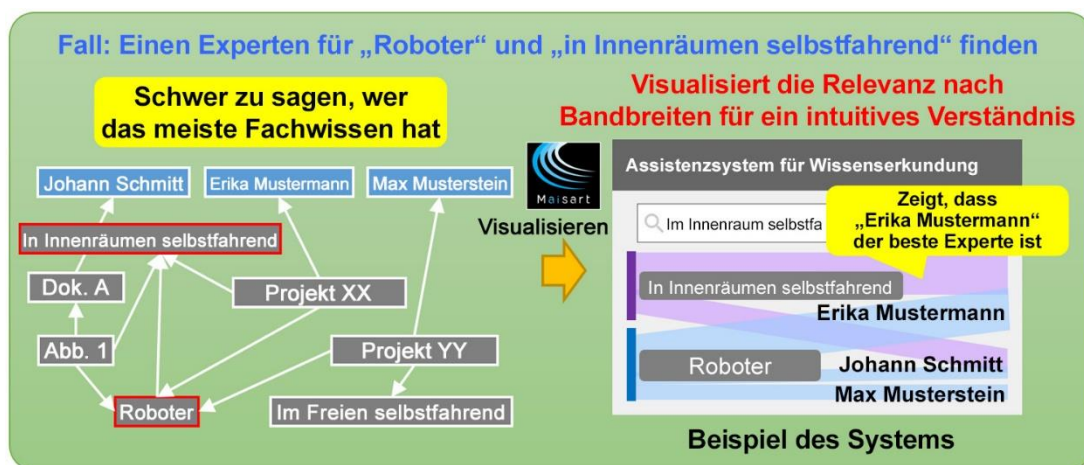 Fall: Einen Experten für „Roboter“ und „in Innenräumen selbstfahrend“ finden
Schwer zu sagen, wer
das meiste Fachwissen hat
Johann Schmitt
Erika Mustermann
Max Musterstein
In Innenräumen selbstfahrend
Dok. A
Projekt XX
Abb. 1
Projekt YY
Roboter
Im Freien selbstfahrend
Maisart
Visualisieren
Visualisiert die Relevanz nach
Bandbreiten für ein intuitives Verständnis
Assistenzsystem für Wissenserkundung
Im Innenraum selbstfa
Zeigt, dass
„Erika Mustermann“
der beste Experte ist
In Innenräumen selbstfahrend
Erika Mustermann
Roboter
Johann Schmitt
Max Musterstein
Beispiel des Systems